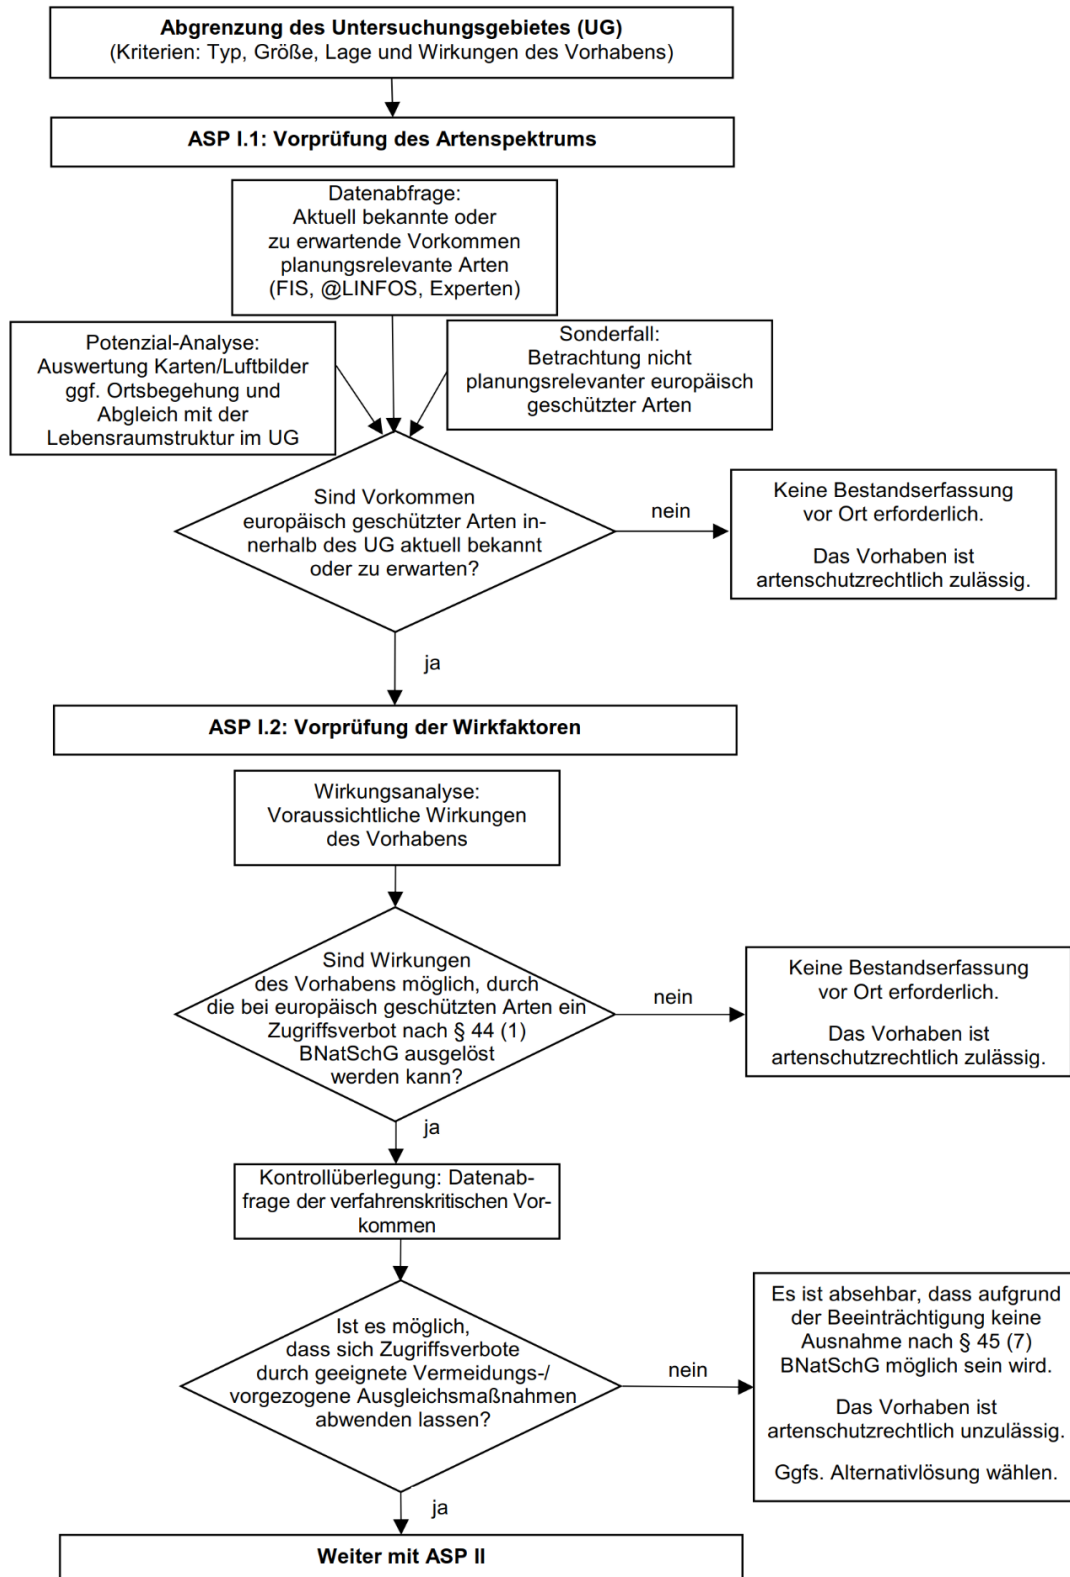 Abgrenzung des Untersuchungsgebietes (UG)
(Kriterien: Typ, Größe, Lage und Wirkungen des Vorhabens)
ASP I.1: Vorprüfung des Artenspektrums
Datenabfrage:
Aktuell bekannte oder
zu erwartende Vorkommen
planungsrelevante Arten
(FIS, @LINFOS, Experten)
Potenzial-Analyse:
Auswertung Karten/Luftbilder
ggf. Ortsbegehung und
Abgleich mit der
Lebensraumstruktur im UG
Sonderfall:
Betrachtung nicht
planungsrelevanter europäisch
geschützter Arten
Sind Vorkommen
europäisch geschützter Arten in-
nerhalb des UG aktuell bekannt
oder zu erwarten?
nein
Keine Bestandserfassung
vor Ort erforderlich.
Das Vorhaben ist
artenschutzrechtlich zulässig.
ja
ASP I.2: Vorprüfung der Wirkfaktoren
Wirkungsanalyse:
Voraussichtliche Wirkungen
des Vorhabens
Sind Wirkungen
des Vorhabens möglich, durch
die bei europäisch geschützten Arten ein
Zugriffsverbot nach § 44 (1)
BNatSchG ausgelöst
werden kann?
nein
Keine Bestandserfassung
vor Ort erforderlich.
Das Vorhaben ist
artenschutzrechtlich zulässig.
ja
Kontrollüberlegung: Datenab-
frage der verfahrenskritischen Vor-
kommen
Ist es möglich,
dass sich Zugriffsverbote
durch geeignete Vermeidungs-/
vorgezogene Ausgleichsmaßnahmen
abwenden lassen?
nein
Es ist absehbar, dass aufgrund
der Beeinträchtigung keine
Ausnahme nach § 45 (7)
BNatSchG möglich sein wird.
Das Vorhaben ist
artenschutzrechtlich unzulässig.
Ggfs. Alternativlösung wählen.
ja
Weiter mit ASP II